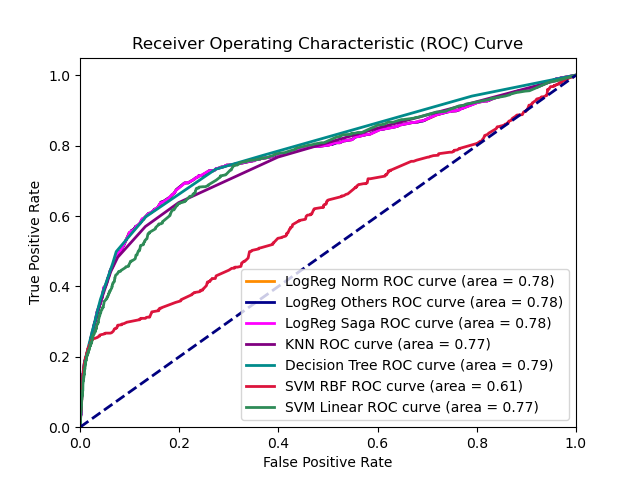 Receiver Operating Characteristic (ROC) Curve
1.0
0.8
0.6
0.4
0.2
0.0
True Positive Rate
LogReg Norm ROC curve (area = 0.78)
LogReg Others ROC curve (area = 0.78)
LogReg Saga ROC curve (area = 0.78)
KNN ROC curve (area = 0.77)
Decision Tree ROC curve (area = 0.79)
SVM RBF ROC curve (area = 0.61)
SVM Linear ROC curve (area = 0.77)
0.0 0.2 0.4 0.6 0.8 1.0
False Positive Rate